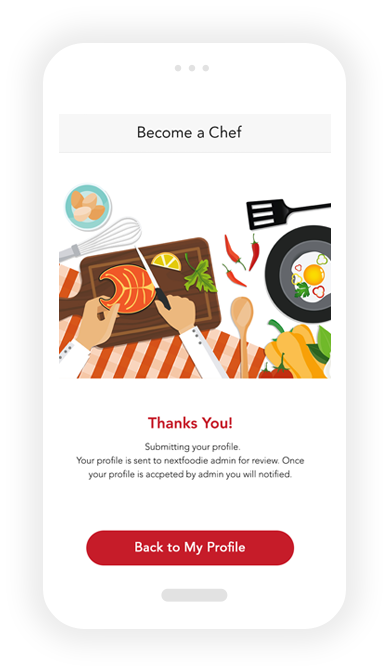 Become a Chef
Thanks You!
Submitting your profile.
Your profile is sent to nextfoodie admin for review. Once
your profile is accpeted by admin you will notified.
Back to My Profile